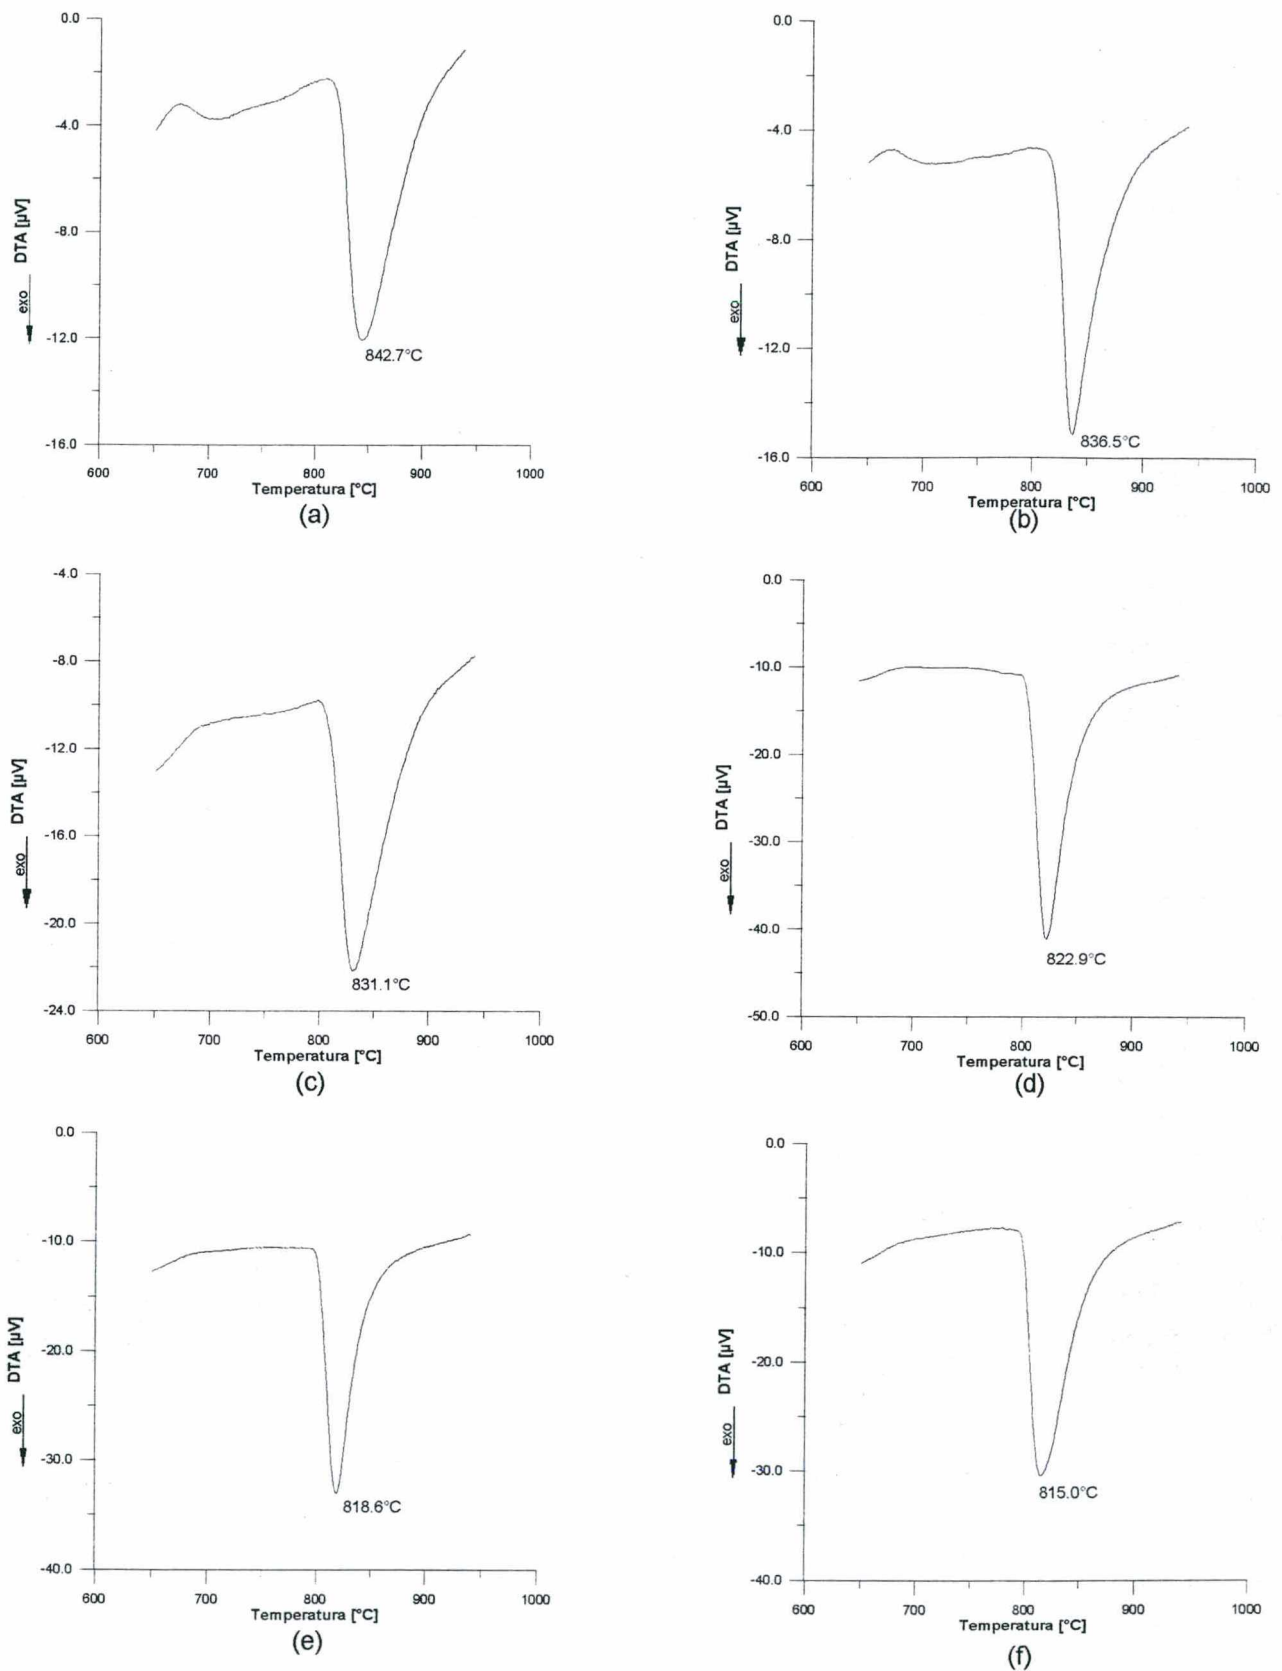 0.0
-4.0
-8.0
-12.0
-16.0
DTA [µV]
exo
842.7°C
600 700 800 900 1000
Temperatura [°C]
(a)
0.0
-4.0
-8.0
-12.0
-16.0
DTA [µV]
exo
836.5°C
600 700 800 900 1000
Temperatura [°C]
(b)
-4.0
-8.0
-12.0
-16.0
-20.0
-24.0
DTA [µV]
exo
831.1°C
600 700 800 900 1000
Temperatura [°C]
(c)
0.0
-10.0
-20.0
-30.0
-40.0
-50.0
DTA [µV]
exo
822.9°C
600 700 800 900 1000
Temperatura [°C]
(d)
0.0
-10.0
-20.0
-30.0
-40.0
DTA [µV]
exo
818.6°C
600 700 800 900 1000
Temperatura [°C]
(e)
0.0
-10.0
-20.0
-30.0
-40.0
DTA [µV]
exo
815.0°C
600 700 800 900 1000
Temperatura [°C]
(f)